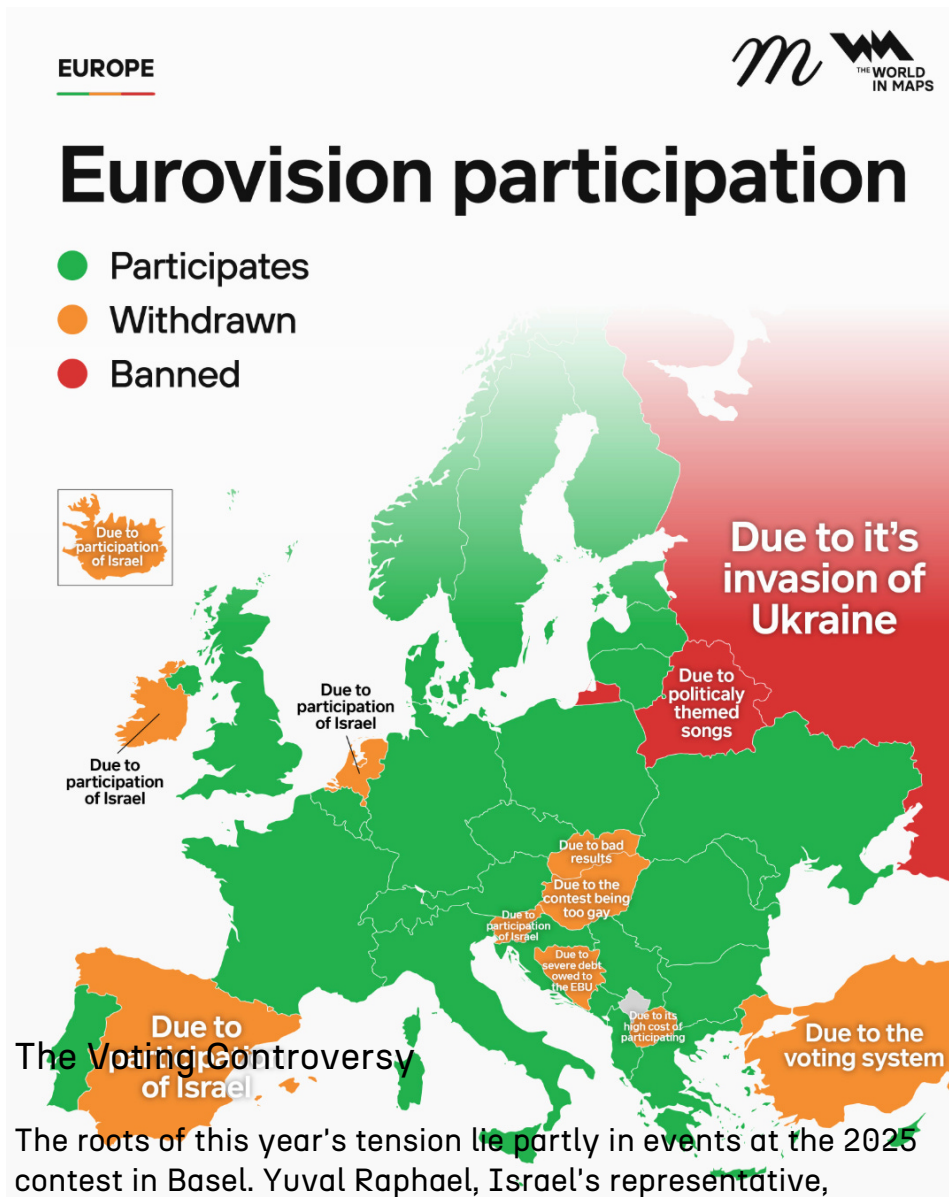 EUROPE
m
WM
THE WORLD
IN MAPS
Eurovision participation
Participates
Withdrawn
Banned
Due to
participation
of Israel
Due to it's
invasion of
Ukraine
Due to
politicaly
themed
songs
Due to
participation
of Israel
Due to
participation
of Israel
Due to bad
results
Due to the
contest being
too gay
Due to
participation
of Israel
Due to
severe debt
owed to
the EBU
Due to its
high cost of
participating
Due to the
voting system
Due to
participation
of Israel
The Voting Controversy
The roots of this year's tension lie partly in events at the 2025
contest in Basel. Yuval Raphael, Israel's representative,